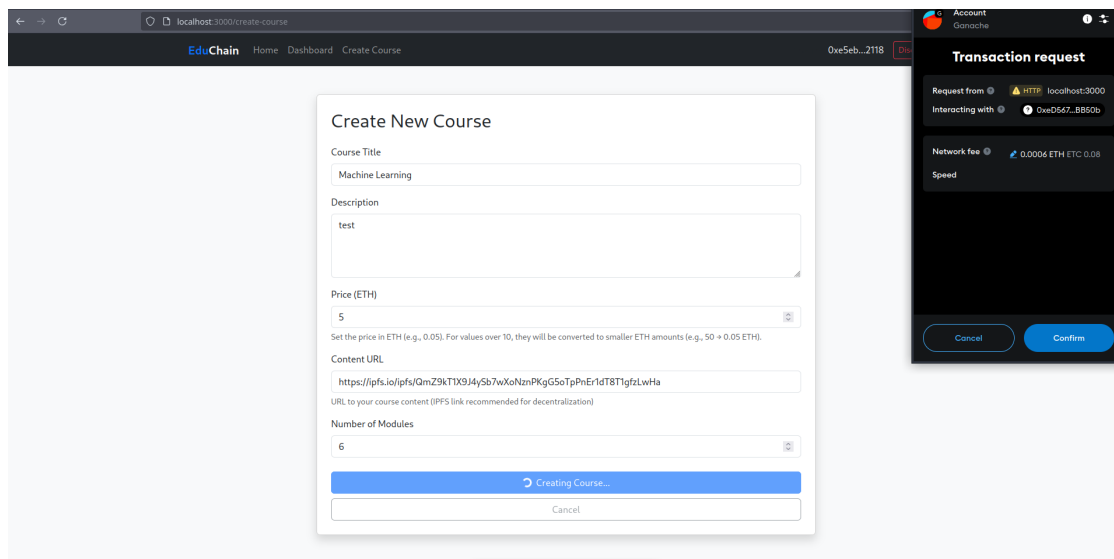 localhost:3000/create-course
EduChain Home Dashboard Create Course
0xe5eb...2118
Create New Course
Course Title
Machine Learning
Description
test
Price (ETH)
5
Set the price in ETH (e.g., 0.05). For values over 10, they will be converted to smaller ETH amounts (e.g., 50 → 0.05 ETH).
Content URL
https://ipfs.io/ipfs/QmZ9kT1X9J4ySb7wXoNznPKgG5oTpPnEr1dT8T1gfzLwHa
URL to your course content (IPFS link recommended for decentralization)
Number of Modules
6
Creating Course...
Cancel
G
Account
Ganache
Transaction request
Request from HTTP localhost:3000
Interacting with 0xeD567...BB50b
Network fee 0.0006 ETH ETC 0.08
Speed
Cancel Confirm